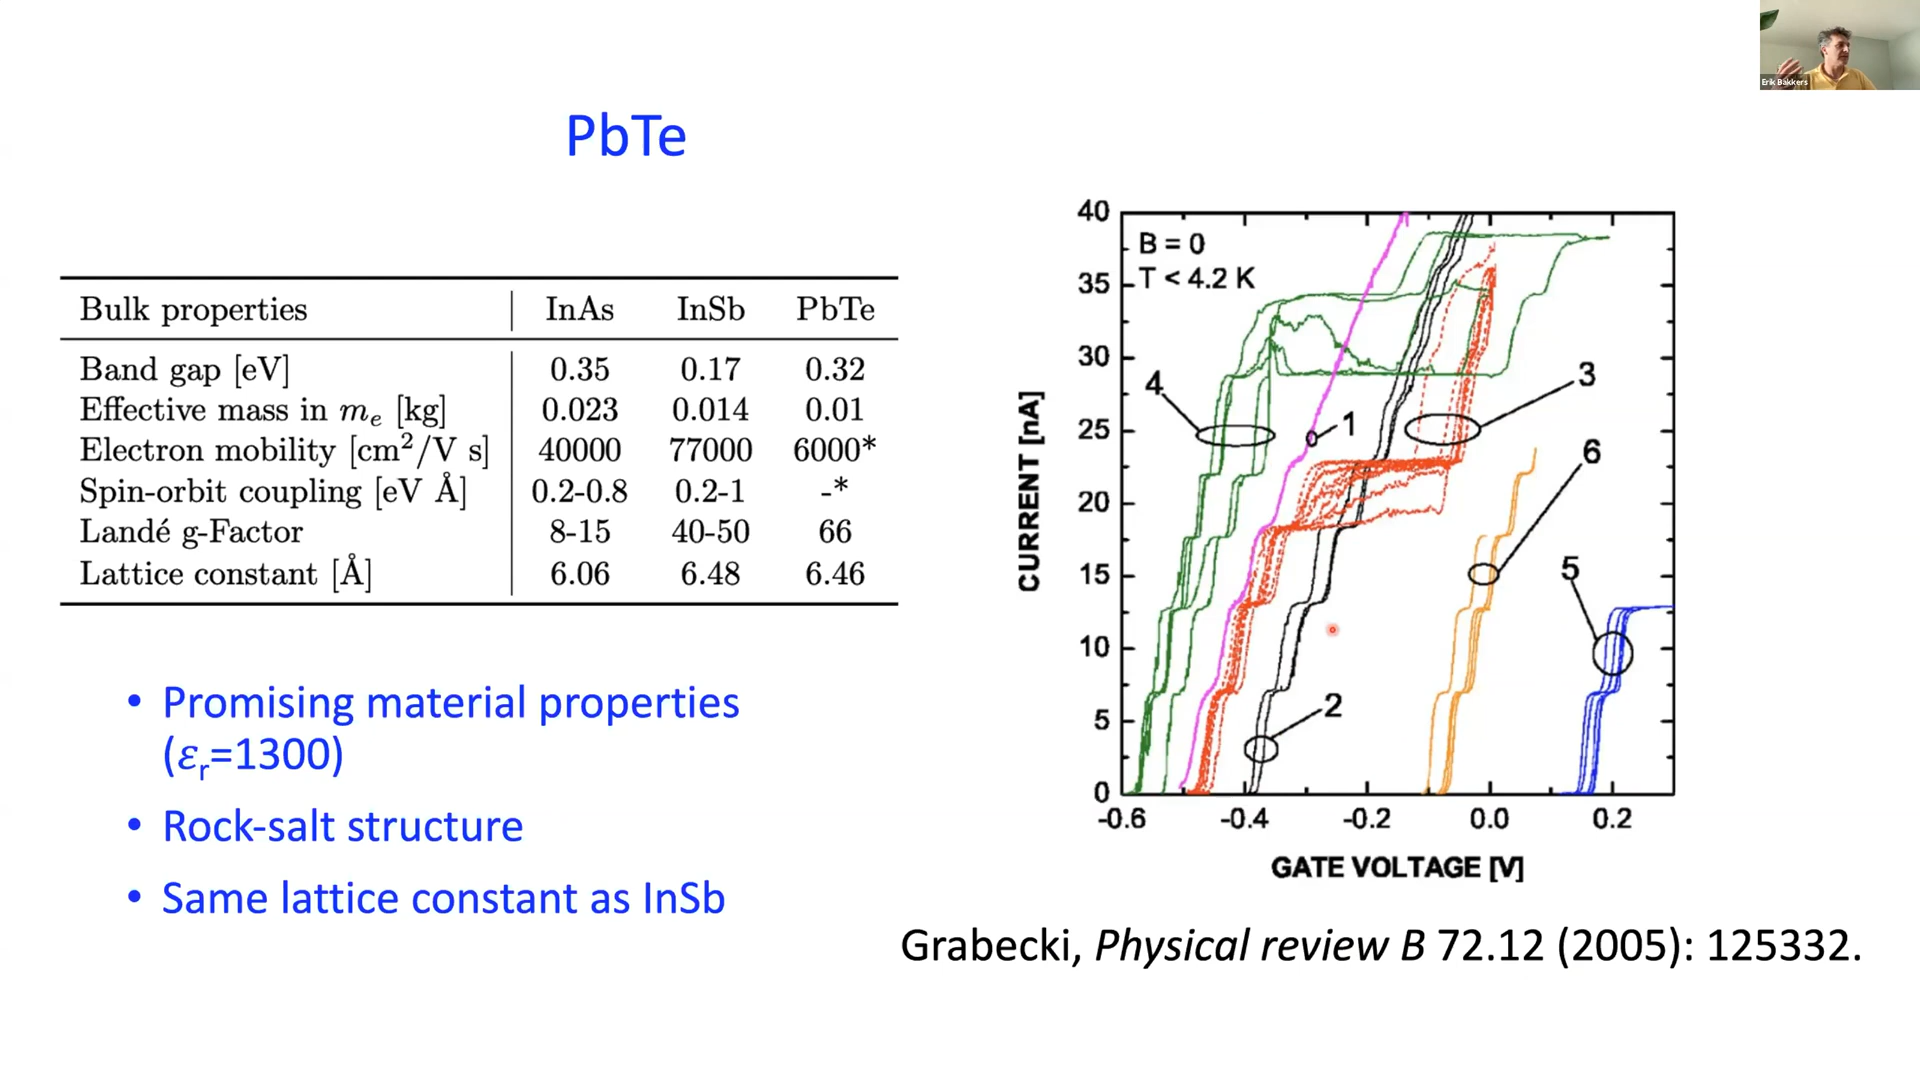 Erik Bakkers
PbTe
Bulk properties InAs InSb PbTe
Band gap [eV] 0.35 0.17 0.32
Effective mass in mₑ [kg] 0.023 0.014 0.01
Electron mobility [cm²/V s] 40000 77000 6000*
Spin-orbit coupling [eV Å] 0.2-0.8 0.2-1 -*
Landé g-Factor 8-15 40-50 66
Lattice constant [Å] 6.06 6.48 6.46
• Promising material properties
(εᵣ=1300)
• Rock-salt structure
• Same lattice constant as InSb
B = 0
T < 4.2 K
CURRENT [nA]
40
35
30
25
20
15
10
5
0
4
3
1
6
5
2
-0.6 -0.4 -0.2 0.0 0.2
GATE VOLTAGE [V]
Grabecki, Physical review B 72.12 (2005): 125332.